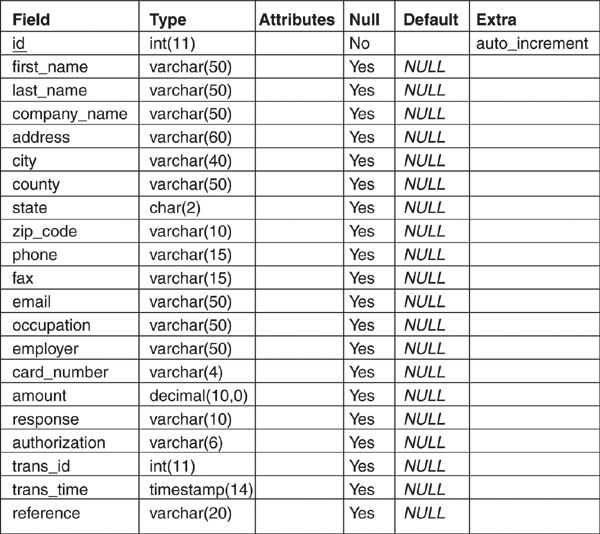 Field Type Attributes Null Default Extra
id int(11) No auto_increment
first_name varchar(50) Yes NULL
last_name varchar(50) Yes NULL
company_name varchar(50) Yes NULL
address varchar(60) Yes NULL
city varchar(40) Yes NULL
county varchar(50) Yes NULL
state char(2) Yes NULL
zip_code varchar(10) Yes NULL
phone varchar(15) Yes NULL
fax varchar(15) Yes NULL
email varchar(50) Yes NULL
occupation varchar(50) Yes NULL
employer varchar(50) Yes NULL
card_number varchar(4) Yes NULL
amount decimal(10,0) Yes NULL
response varchar(10) Yes NULL
authorization varchar(6) Yes NULL
trans_id int(11) Yes NULL
trans_time timestamp(14) Yes NULL
reference varchar(20) Yes NULL